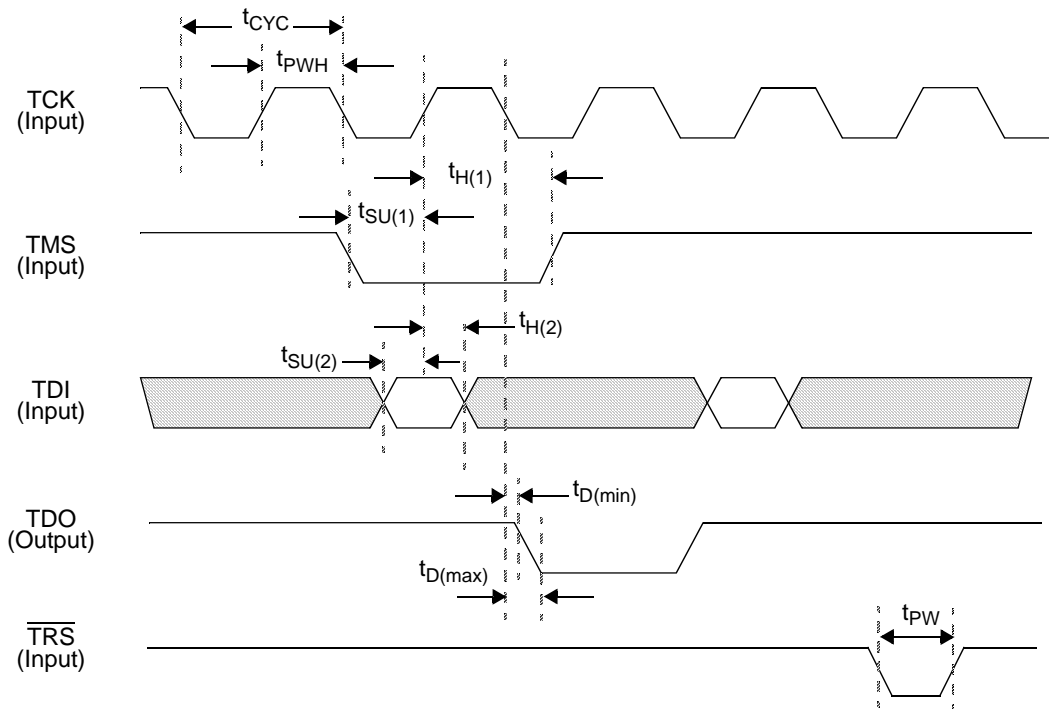 tCYC
tPWH
TCK
(Input)
tH(1)
tSU(1)
TMS
(Input)
tH(2)
tSU(2)
TDI
(Input)
tD(min)
TDO
(Output)
tD(max)
tPW
TRS
(Input)